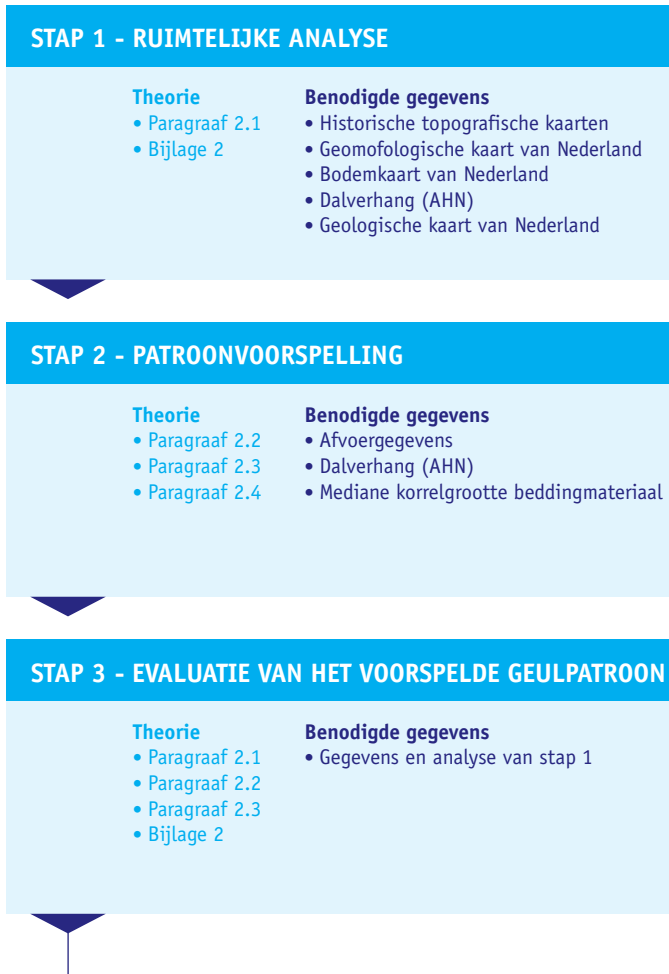 STAP 1 - RUIMTELIJKE ANALYSE
Theorie
• Paragraaf 2.1
• Bijlage 2
Benodigde gegevens
• Historische topografische kaarten
• Geomofologische kaart van Nederland
• Bodemkaart van Nederland
• Dalverhang (AHN)
• Geologische kaart van Nederland
STAP 2 - PATROONVOORSPELLING
Theorie
• Paragraaf 2.2
• Paragraaf 2.3
• Paragraaf 2.4
Benodigde gegevens
• Afvoergegevens
• Dalverhang (AHN)
• Mediane korrelgrootte beddingmateriaal
STAP 3 - EVALUATIE VAN HET VOORSPELDE GEULPATROON
Theorie
• Paragraaf 2.1
• Paragraaf 2.2
• Paragraaf 2.3
• Bijlage 2
Benodigde gegevens
• Gegevens en analyse van stap 1